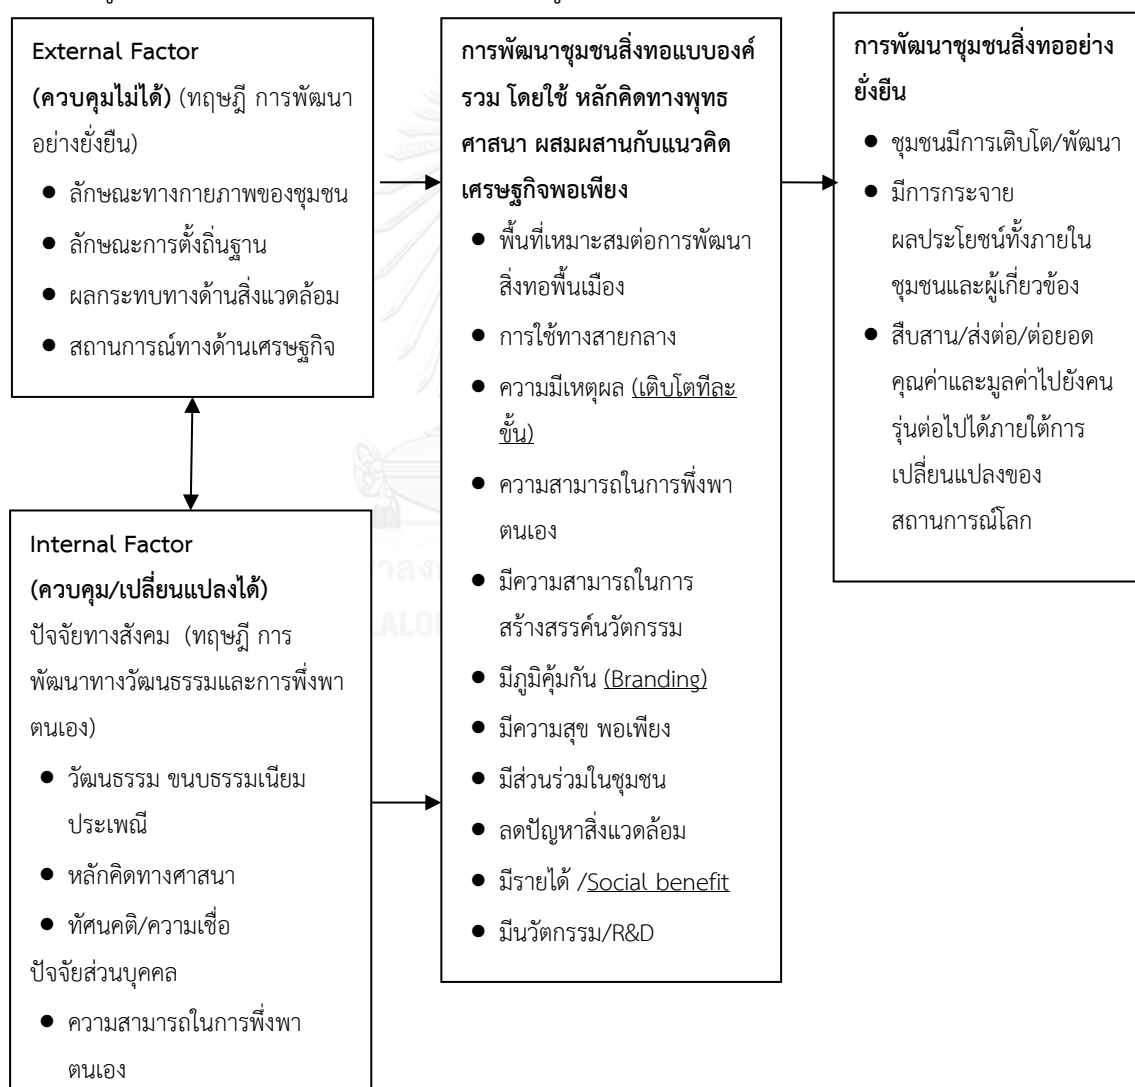 External Factor
(ควบคุมไม่ได้) (ทฤษฎี การพัฒนา
อย่างยั่งยืน)
● ลักษณะทางกายภาพของชุมชน
● ลักษณะการตั้งถิ่นฐาน
● ผลกระทบทางด้านสิ่งแวดล้อม
● สถานการณ์ทางด้านเศรษฐกิจ
Internal Factor
(ควบคุม/เปลี่ยนแปลงได้)
ปัจจัยทางสังคม (ทฤษฎี การ
พัฒนาทางวัฒนธรรมและการพึ่งพา
ตนเอง)
● วัฒนธรรม ขนบธรรมเนียม
ประเพณี
● หลักคิดทางศาสนา
● ทัศนคติ/ความเชื่อ
ปัจจัยส่วนบุคคล
● ความสามารถในการพึ่งพา
ตนเอง
การพัฒนาชุมชนสิ่งทอแบบองค์
รวม โดยใช้ หลักคิดทางพุทธ
ศาสนา ผสมผสานกับแนวคิด
เศรษฐกิจพอเพียง
● พื้นที่เหมาะสมต่อการพัฒนา
สิ่งทอพื้นเมือง
● การใช้ทางสายกลาง
● ความมีเหตุผล (เติบโตทีละ
ขั้น)
● ความสามารถในการพึ่งพา
ตนเอง
● มีความสามารถในการ
สร้างสรรค์นวัตกรรม
● มีภูมิคุ้มกัน (Branding)
● มีความสุข พอเพียง
● มีส่วนร่วมในชุมชน
● ลดปัญหาสิ่งแวดล้อม
● มีรายได้ /Social benefit
● มีนวัตกรรม/R&D
การพัฒนาชุมชนสิ่งทออย่าง
ยั่งยืน
● ชุมชนมีการเติบโต/พัฒนา
● มีการกระจาย
ผลประโยชน์ทั้งภายใน
ชุมชนและผู้เกี่ยวข้อง
● สืบสาน/ส่งต่อ/ต่อยอด
คุณค่าและมูลค่าไปยังคน
รุ่นต่อไปได้ภายใต้การ
เปลี่ยนแปลงของ
สถานการณ์โลก